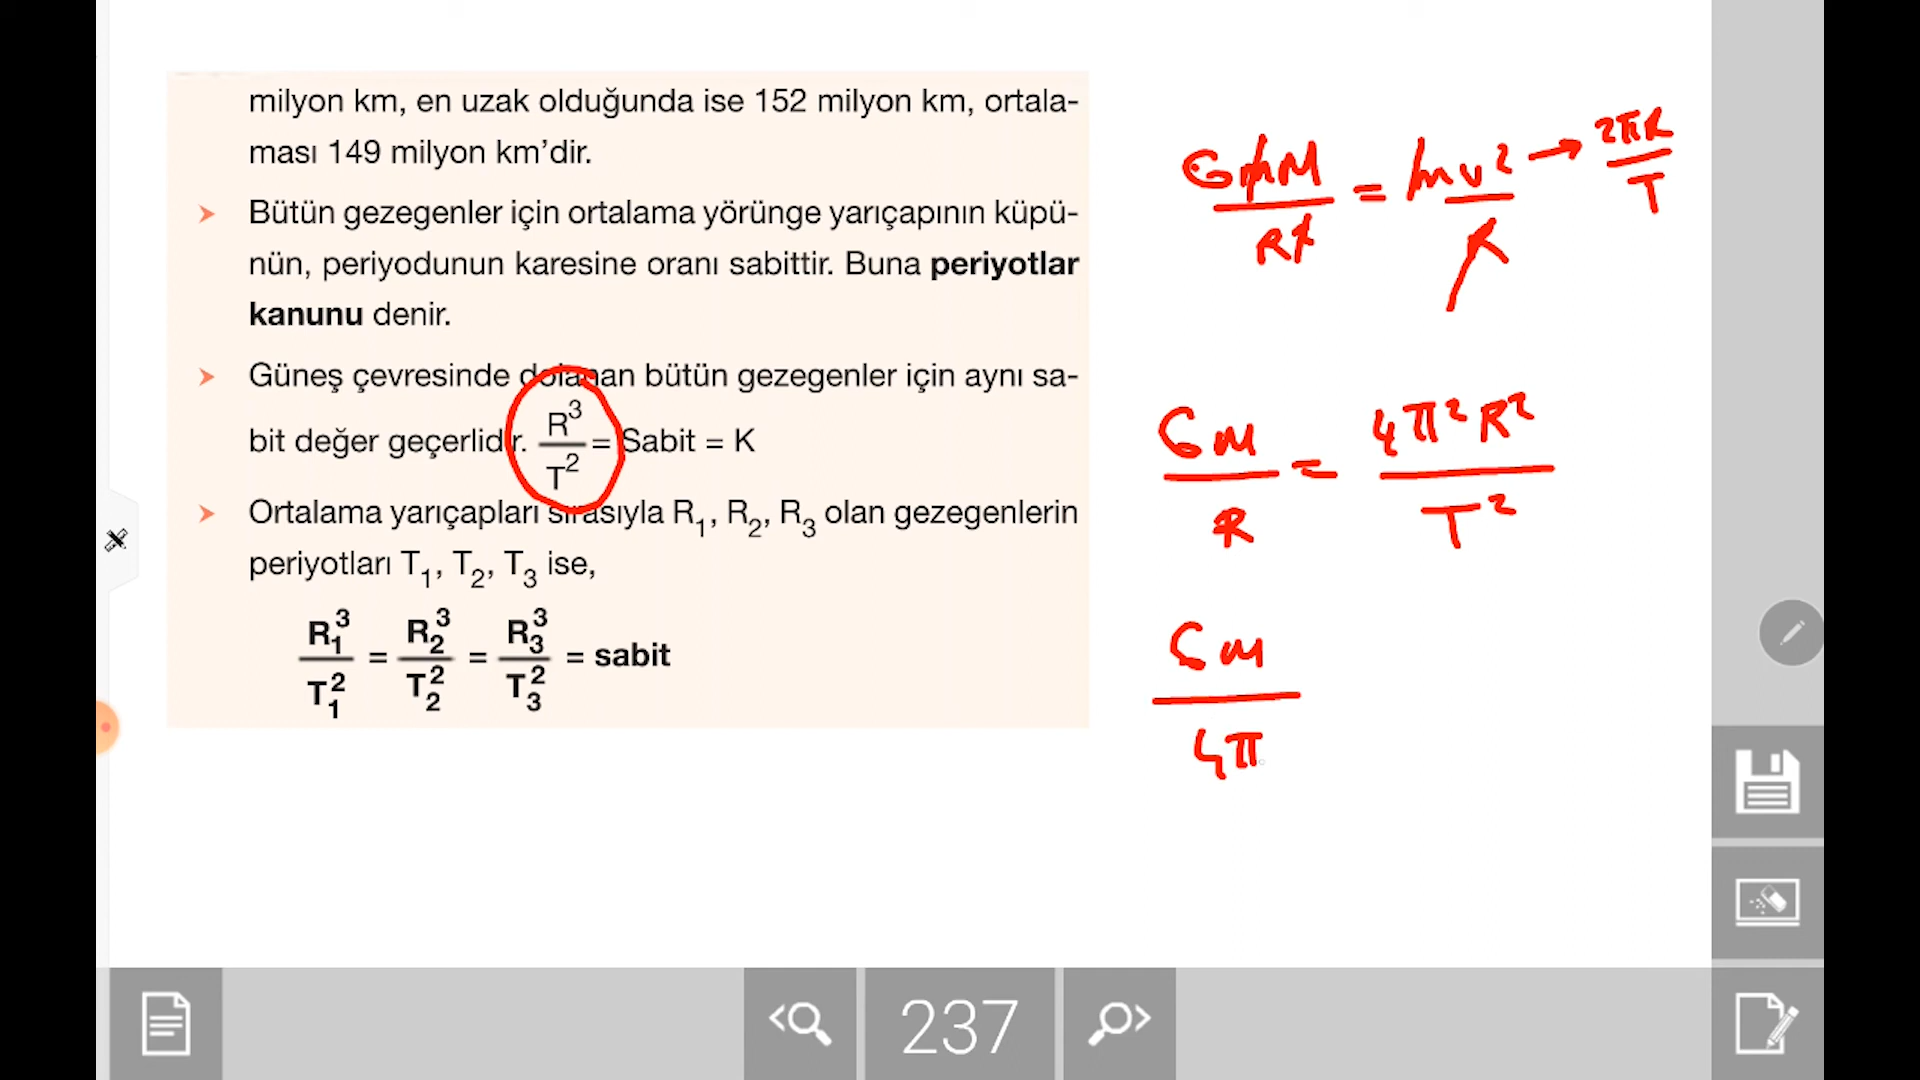 milyon km, en uzak olduğunda ise 152 milyon km, ortala-
ması 149 milyon km'dir.
➤ Bütün gezegenler için ortalama yörünge yarıçapının küpü-
nün, periyodunun karesine oranı sabittir. Buna periyotlar
kanunu denir.
➤ Güneş çevresinde dolanan bütün gezegenler için aynı sa-
bit değer geçerlidir. R³/T² = Sabit = K
➤ Ortalama yarıçapları sırasıyla R₁, R₂, R₃ olan gezegenlerin
periyotları T₁, T₂, T₃ ise,
R₁³/T₁² = R₂³/T₂² = R₃³/T₃² = sabit
GmM/R² = mv²/R → 2πR/T
GM/R = 4π²R²/T²
GM/4π
237